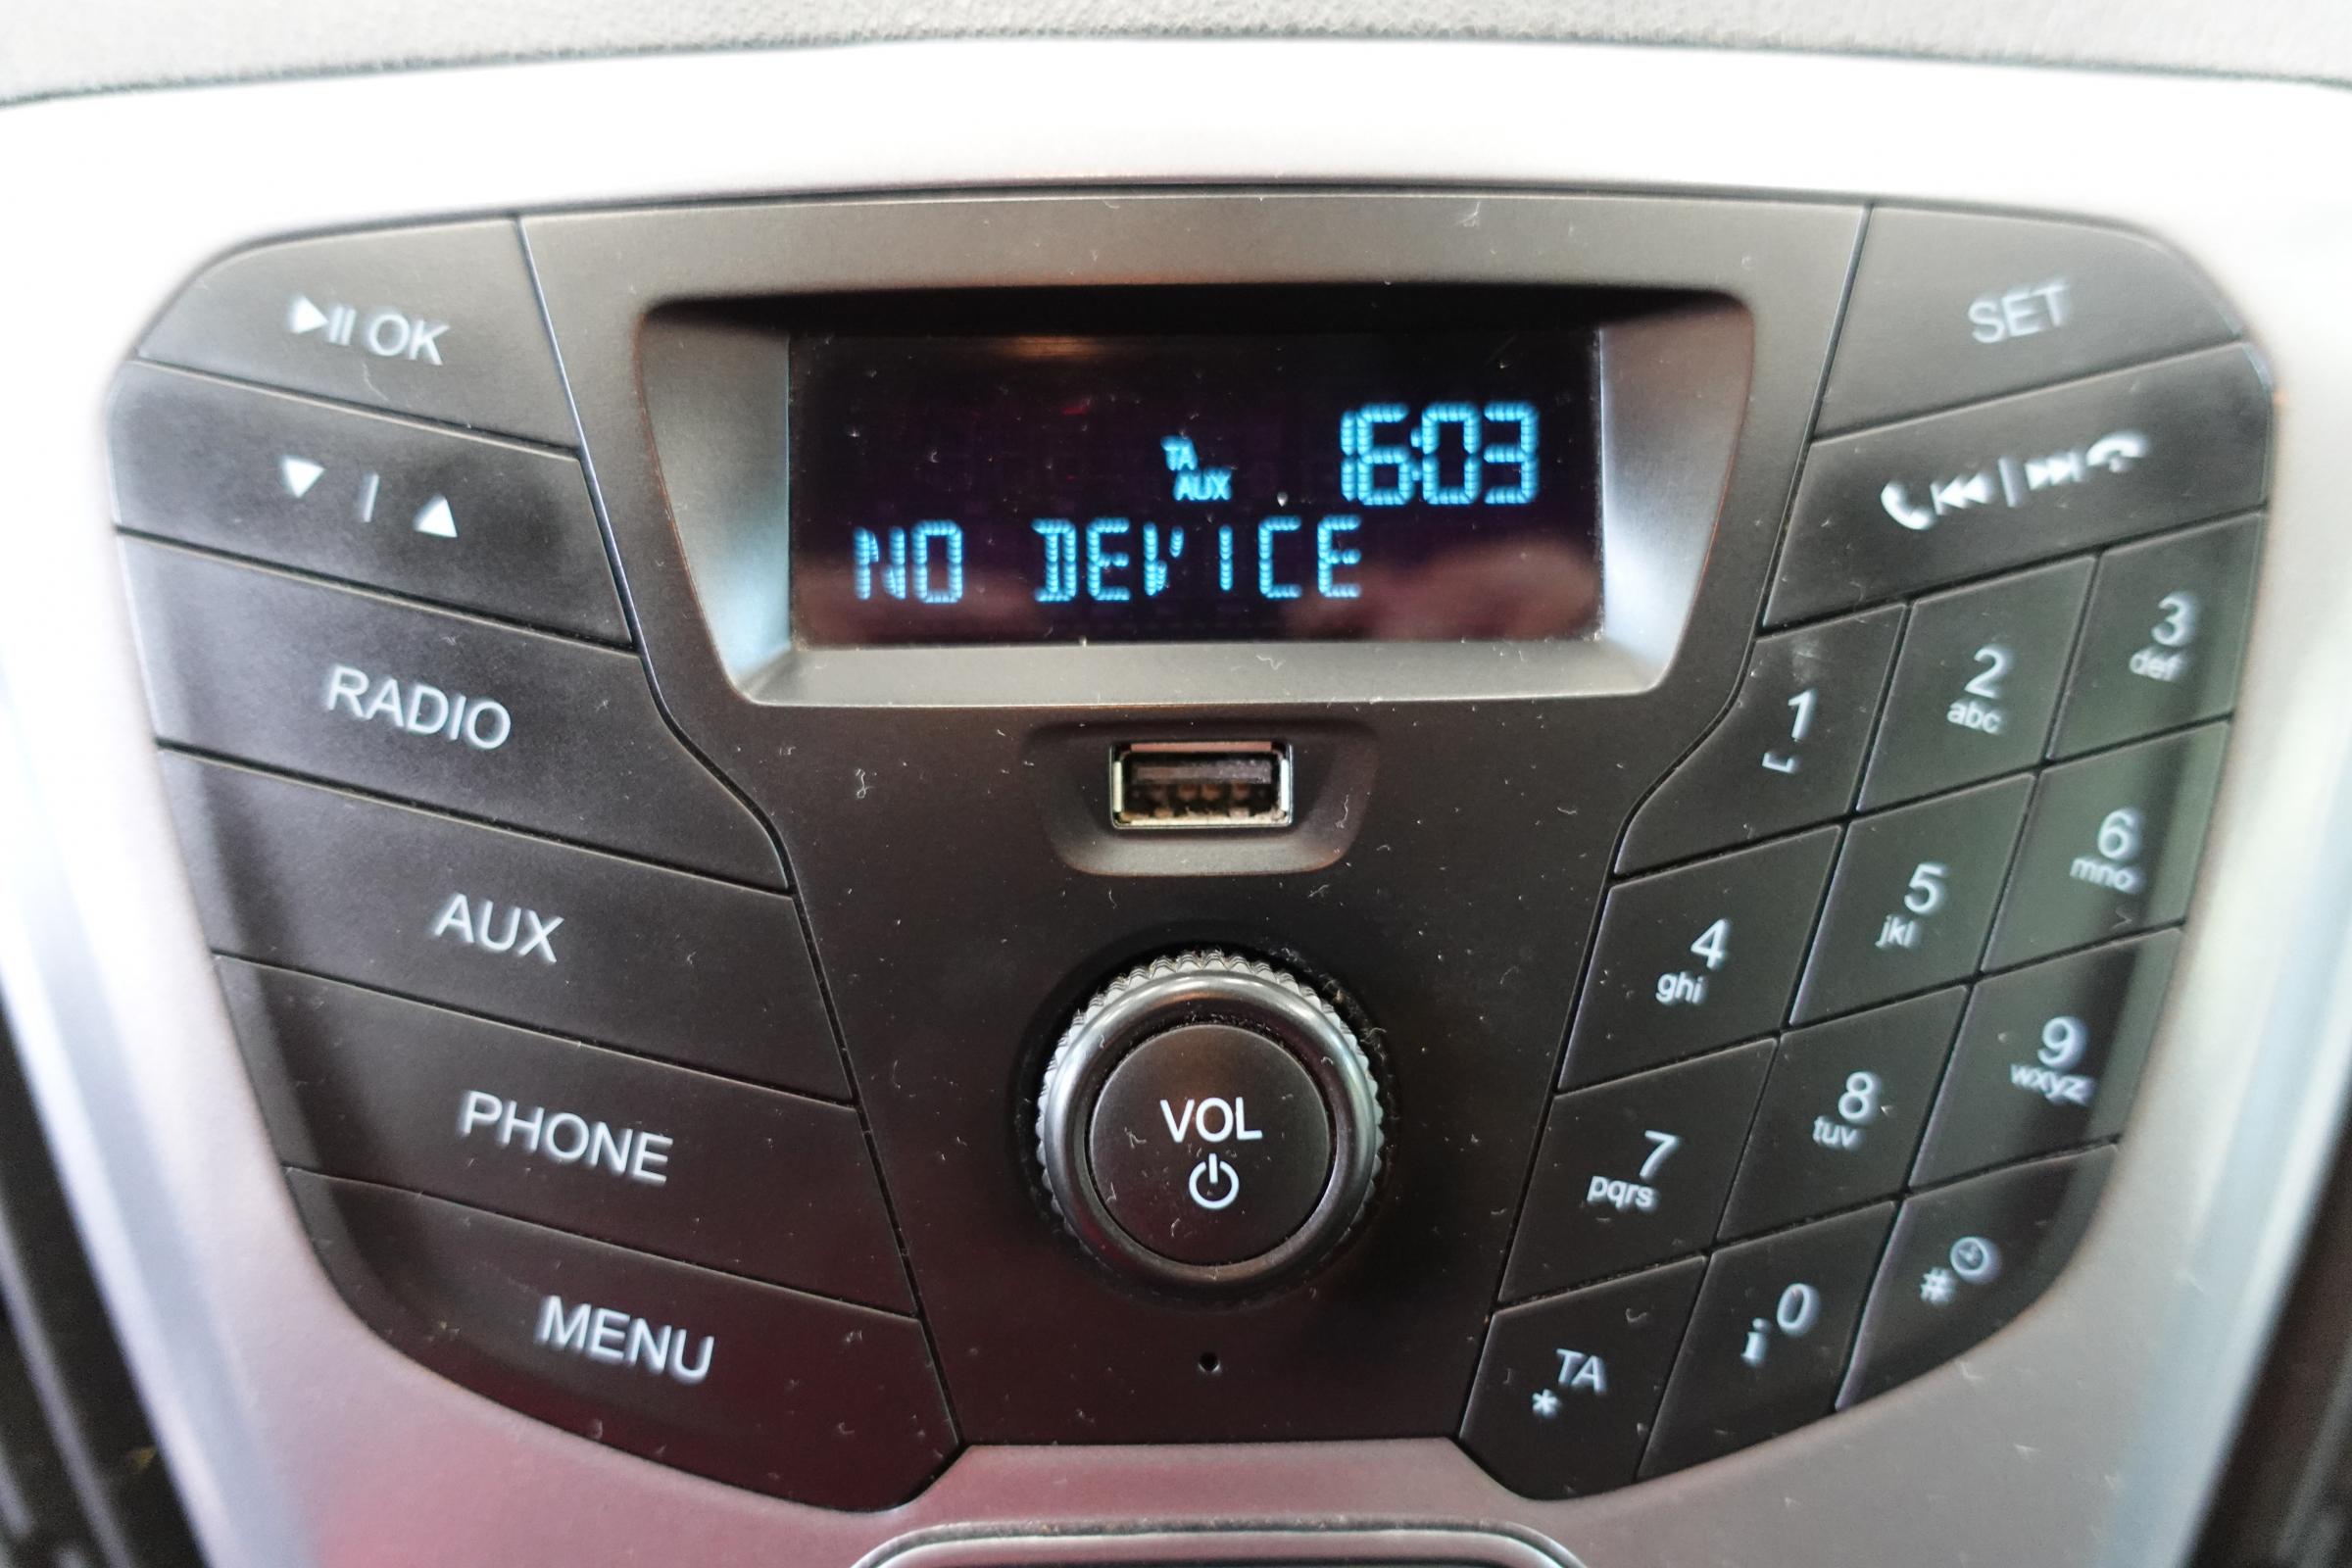 OK
SET
TA
AUX
16:03
NO DEVICE
RADIO
AUX
PHONE
MENU
VOL
1
2
abc
3
def
4
ghi
5
jkl
6
mno
7
pqrs
8
tuv
9
wxyz
TA
*
i 0
#